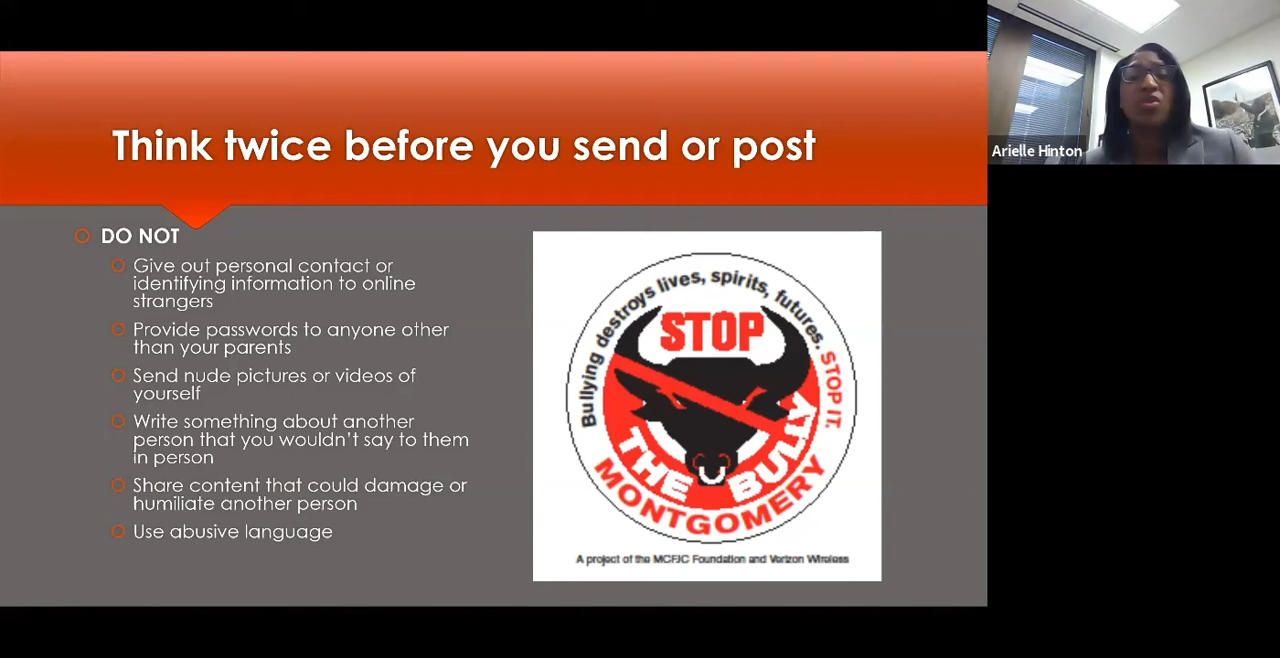 Think twice before you send or post
Arielle Hinton
DO NOT
Give out personal contact or
identifying information to online
strangers
Provide passwords to anyone other
than your parents
Send nude pictures or videos of
yourself
Write something about another
person that you wouldn't say to them
in person
Share content that could damage or
humiliate another person
Use abusive language
Bullying destroys lives, spirits, futures. STOP IT.
STOP
THE BULLY
MONTGOMERY
A project of the MCFJC Foundation and Verizon Wireless